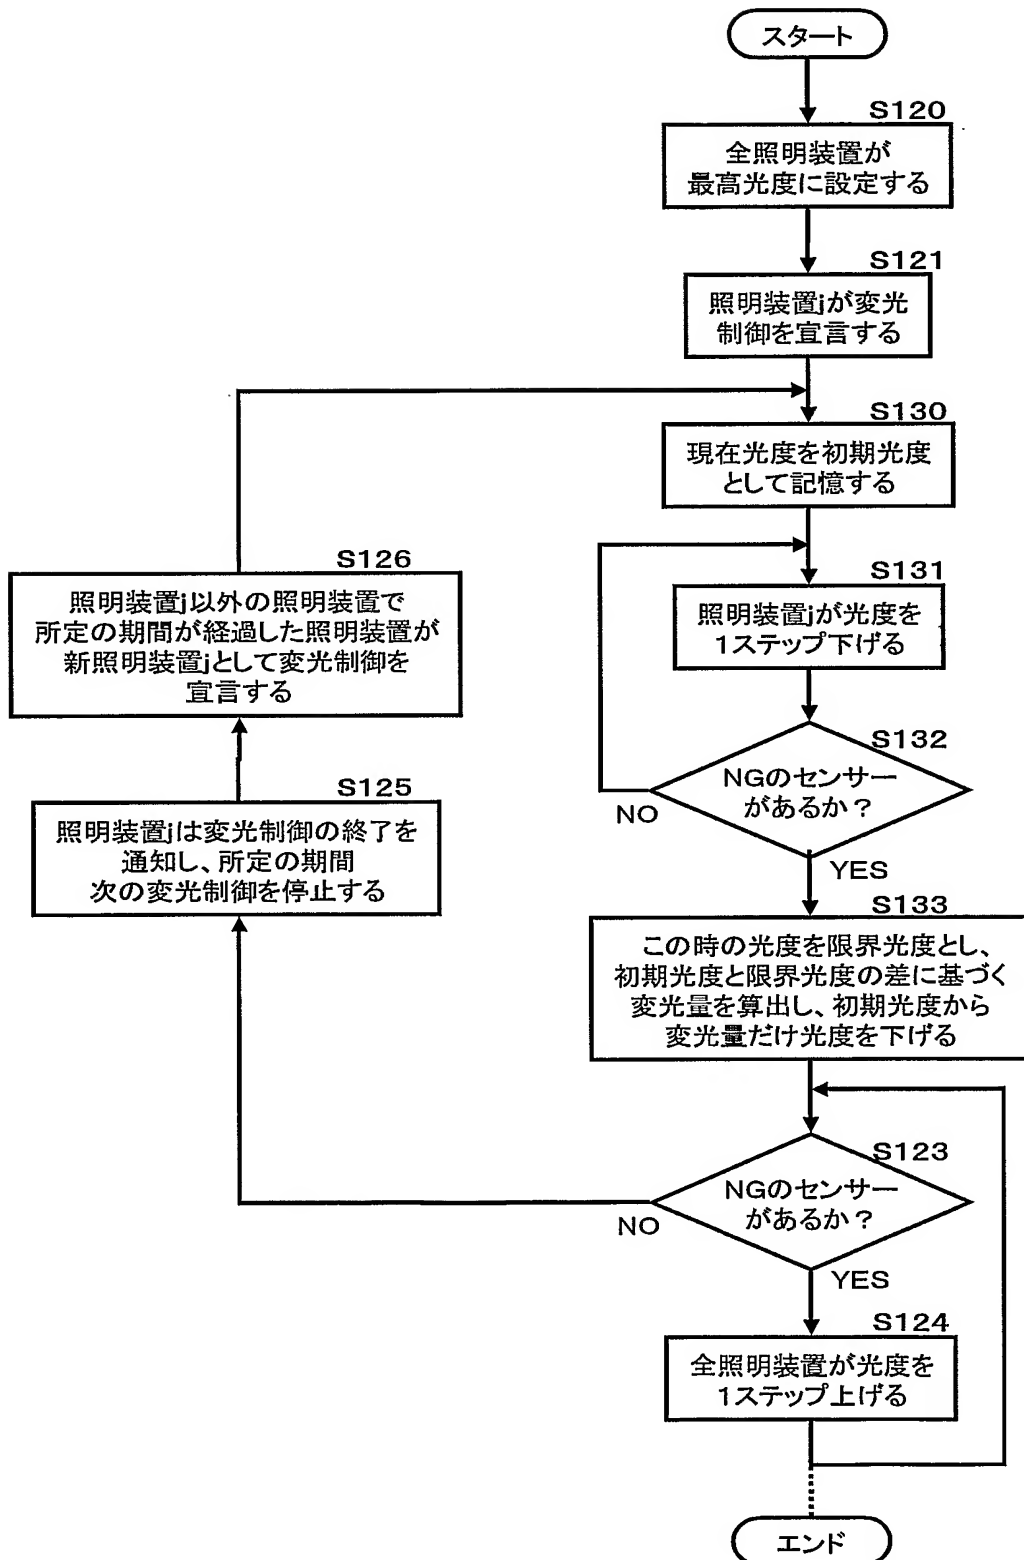 スタート
S120
全照明装置が
最高光度に設定する
S121
照明装置jが変光
制御を宣言する
S130
現在光度を初期光度
として記憶する
S131
照明装置jが光度を
1ステップ下げる
S132
NGのセンサー
があるか?
NO
YES
S133
この時の光度を限界光度とし、
初期光度と限界光度の差に基づく
変光量を算出し、初期光度から
変光量だけ光度を下げる
S123
NGのセンサー
があるか?
NO
YES
S124
全照明装置が光度を
1ステップ上げる
エンド
S125
照明装置jは変光制御の終了を
通知し、所定の期間
次の変光制御を停止する
S126
照明装置j以外の照明装置で
所定の期間が経過した照明装置が
新照明装置jとして変光制御を
宣言する